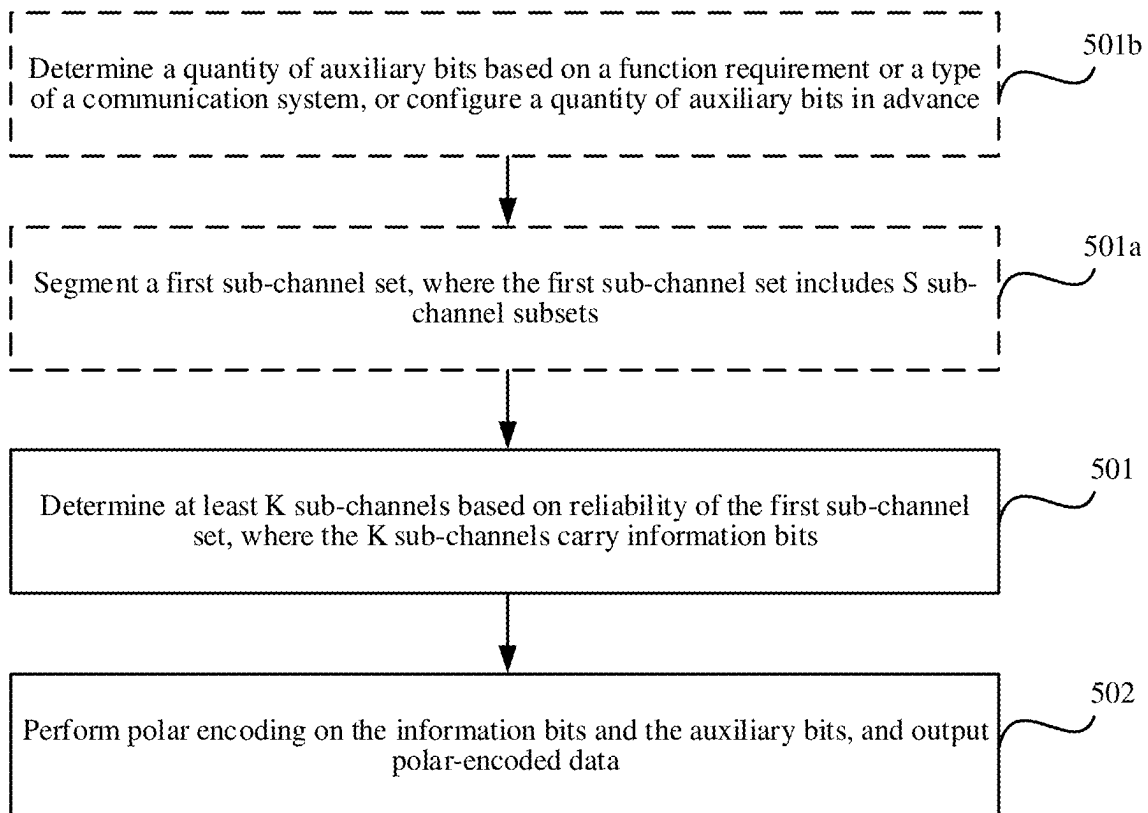 501b
Determine a quantity of auxiliary bits based on a function requirement or a type
of a communication system, or configure a quantity of auxiliary bits in advance
501a
Segment a first sub-channel set, where the first sub-channel set includes S sub-
channel subsets
501
Determine at least K sub-channels based on reliability of the first sub-channel
set, where the K sub-channels carry information bits
502
Perform polar encoding on the information bits and the auxiliary bits, and output
polar-encoded data